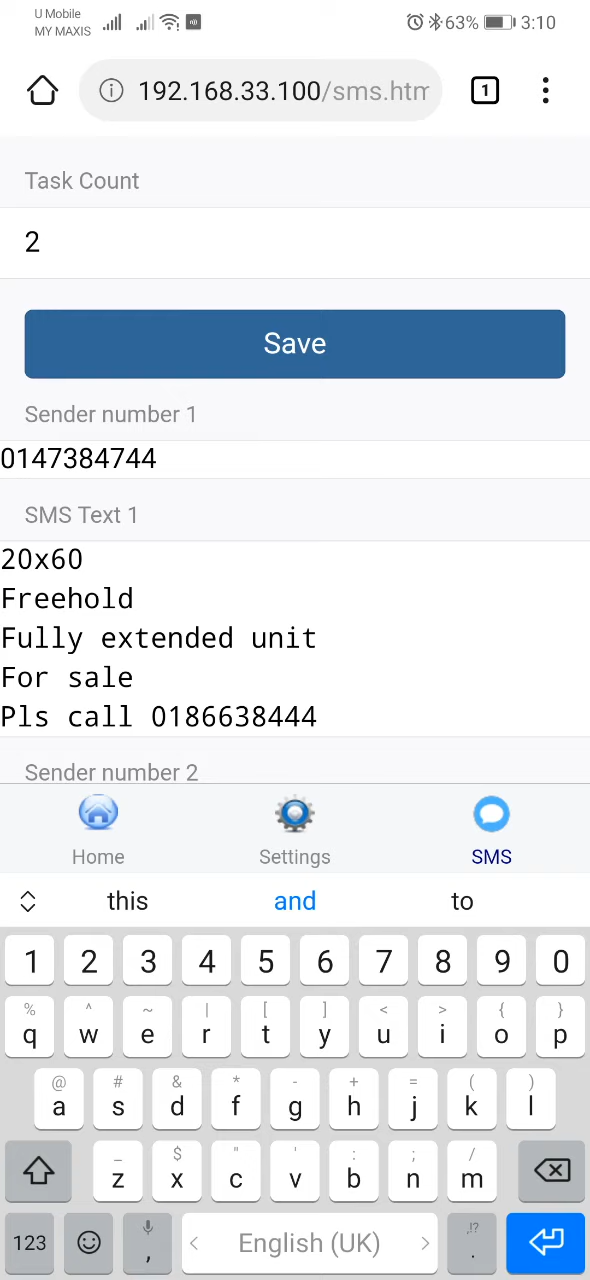 U Mobile
MY MAXIS
63% 3:10
192.168.33.100/sms.htm
1
Task Count
2
Save
Sender number 1
0147384744
SMS Text 1
20x60
Freehold
Fully extended unit
For sale
Pls call 0186638444
Sender number 2
Home Settings SMS
this and to
1 2 3 4 5 6 7 8 9 0
% ^ ~ | [ ] < > { }
q w e r t y u i o p
@ # & * - + = ( )
a s d f g h j k l
_ $ " ' : ; /
z x c v b n m
,!?
123 , English (UK) .